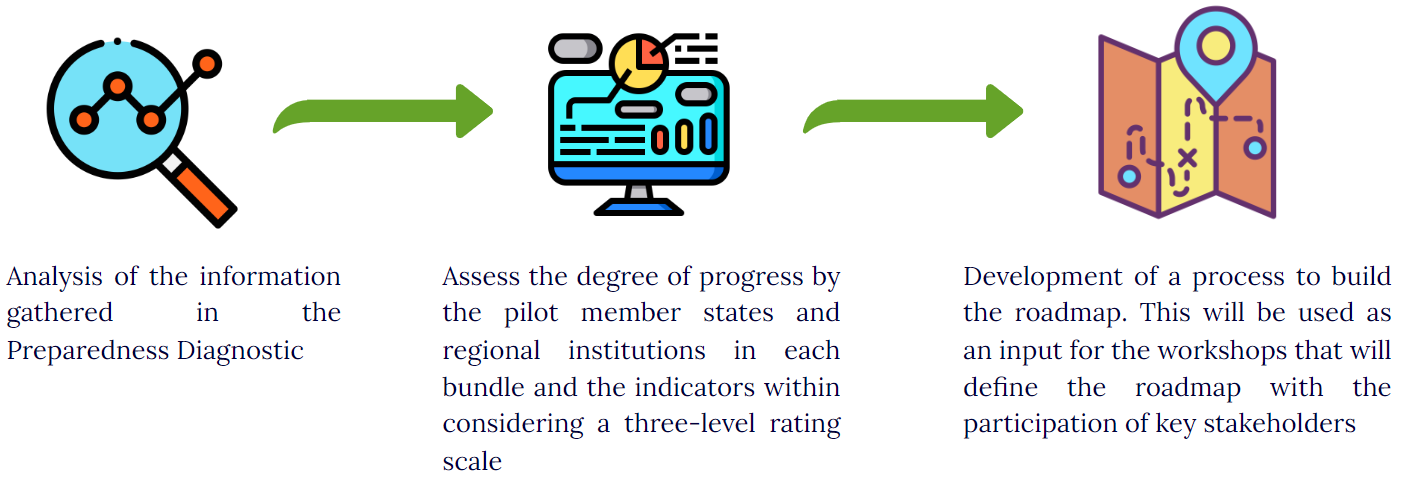 Analysis of the information
gathered in the
Preparedness Diagnostic
Assess the degree of progress by
the pilot member states and
regional institutions in each
bundle and the indicators within
considering a three-level rating
scale
Development of a process to build
the roadmap. This will be used as
an input for the workshops that will
define the roadmap with the
participation of key stakeholders